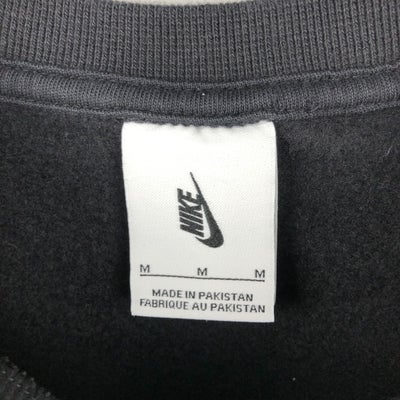 NIKE
M M M
MADE IN PAKISTAN
FABRIQUE AU PAKISTAN